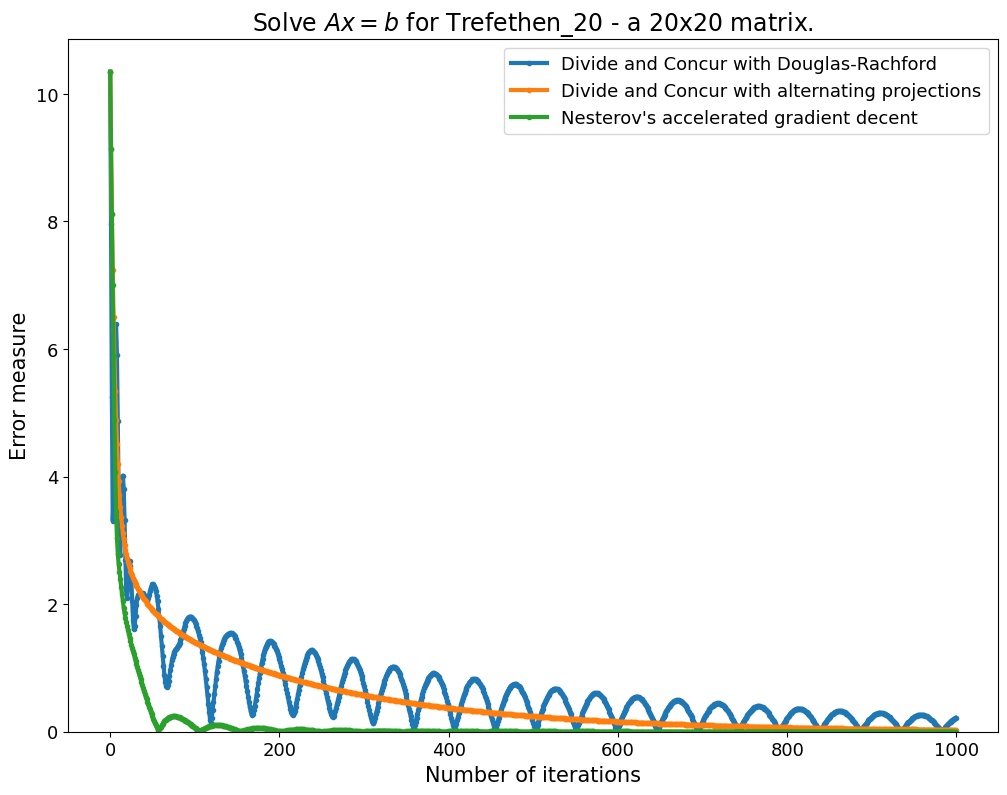 Solve Ax = b for Trefethen_20 - a 20x20 matrix.
Divide and Concur with Douglas-Rachford
Divide and Concur with alternating projections
Nesterov's accelerated gradient decent
Error measure
10
8
6
4
2
0
0 200 400 600 800 1000
Number of iterations